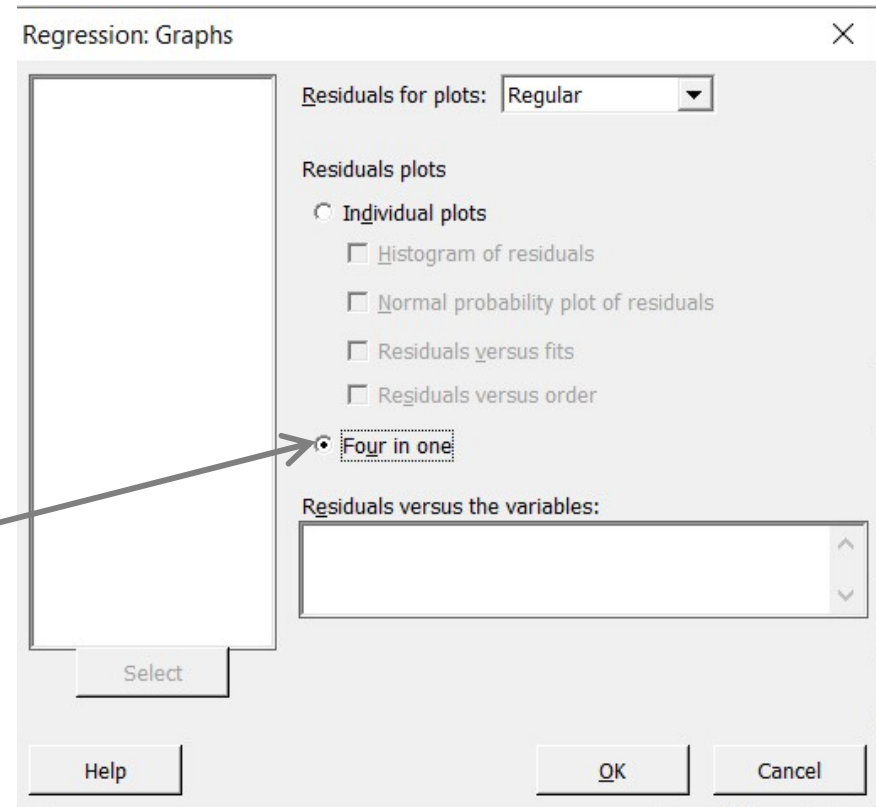 Regression: Graphs
Residuals for plots: Regular
Residuals plots
Individual plots
Histogram of residuals
Normal probability plot of residuals
Residuals versus fits
Residuals versus order
Four in one
Residuals versus the variables:
Select
Help
OK
Cancel